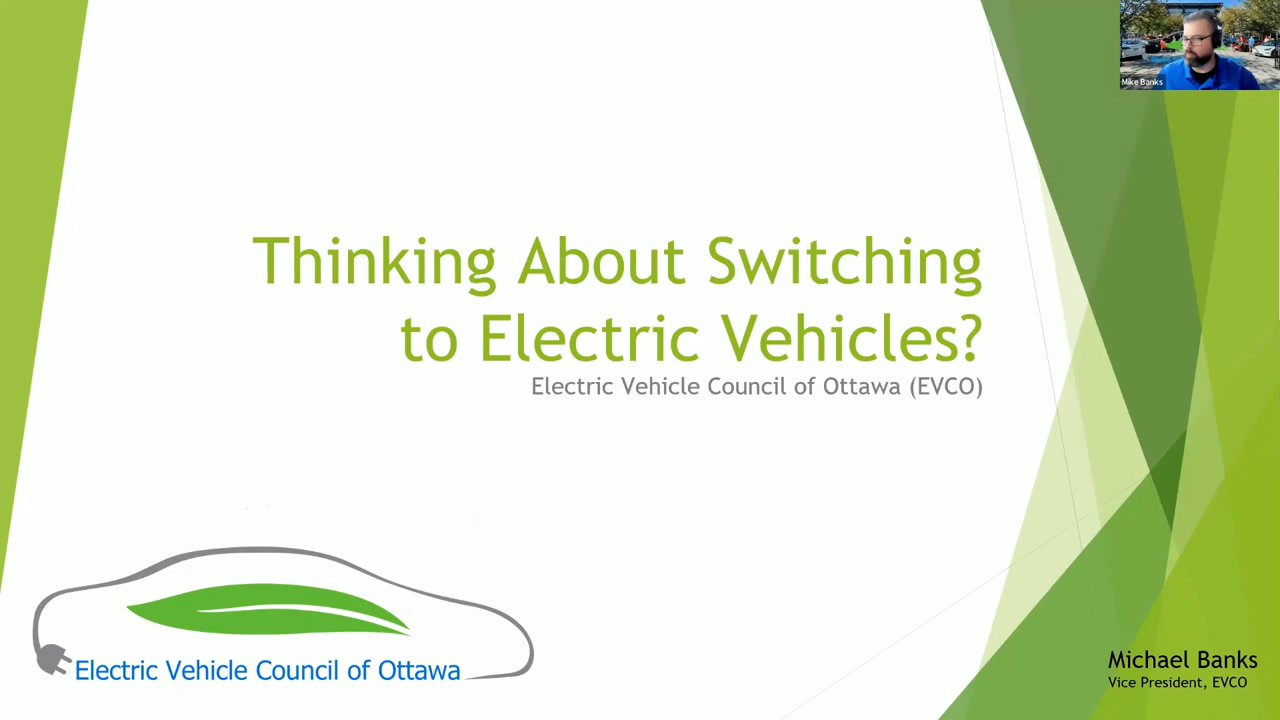 Mike Banks
Thinking About Switching
to Electric Vehicles?
Electric Vehicle Council of Ottawa (EVCO)
Electric Vehicle Council of Ottawa
Michael Banks
Vice President, EVCO